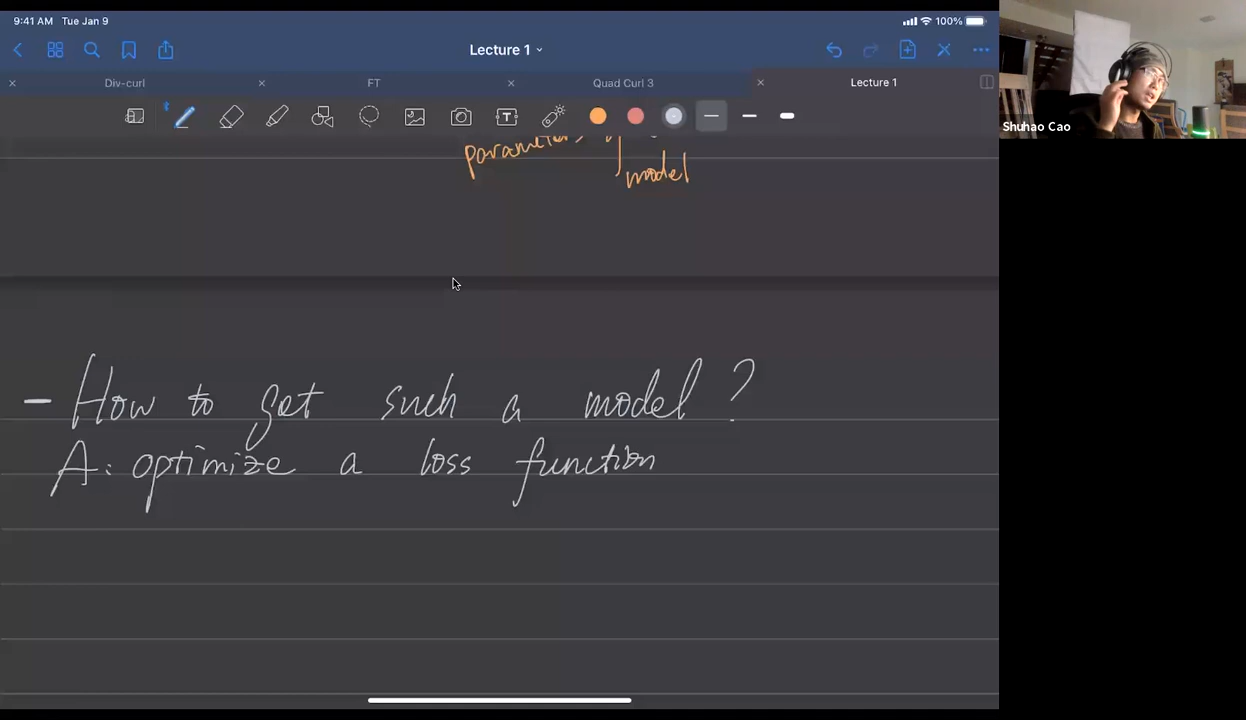 9:41 AM Tue Jan 9
100%
Lecture 1
Div-curl
FT
Quad Curl 3
Lecture 1
Shuhao Cao
parameters
model
- How to get such a model ?
A: optimize a loss function